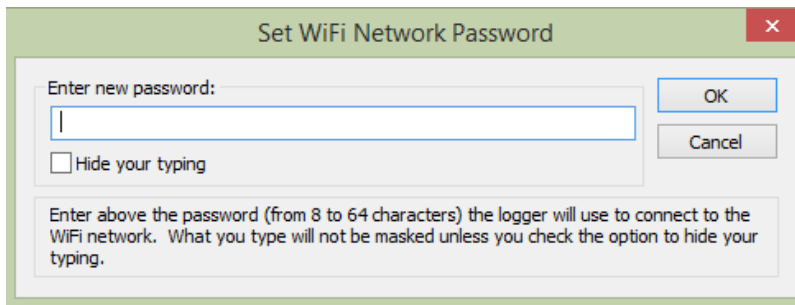 Set WiFi Network Password
Enter new password:
OK
Cancel
Hide your typing
Enter above the password (from 8 to 64 characters) the logger will use to connect to the
WiFi network.  What you type will not be masked unless you check the option to hide your
typing.